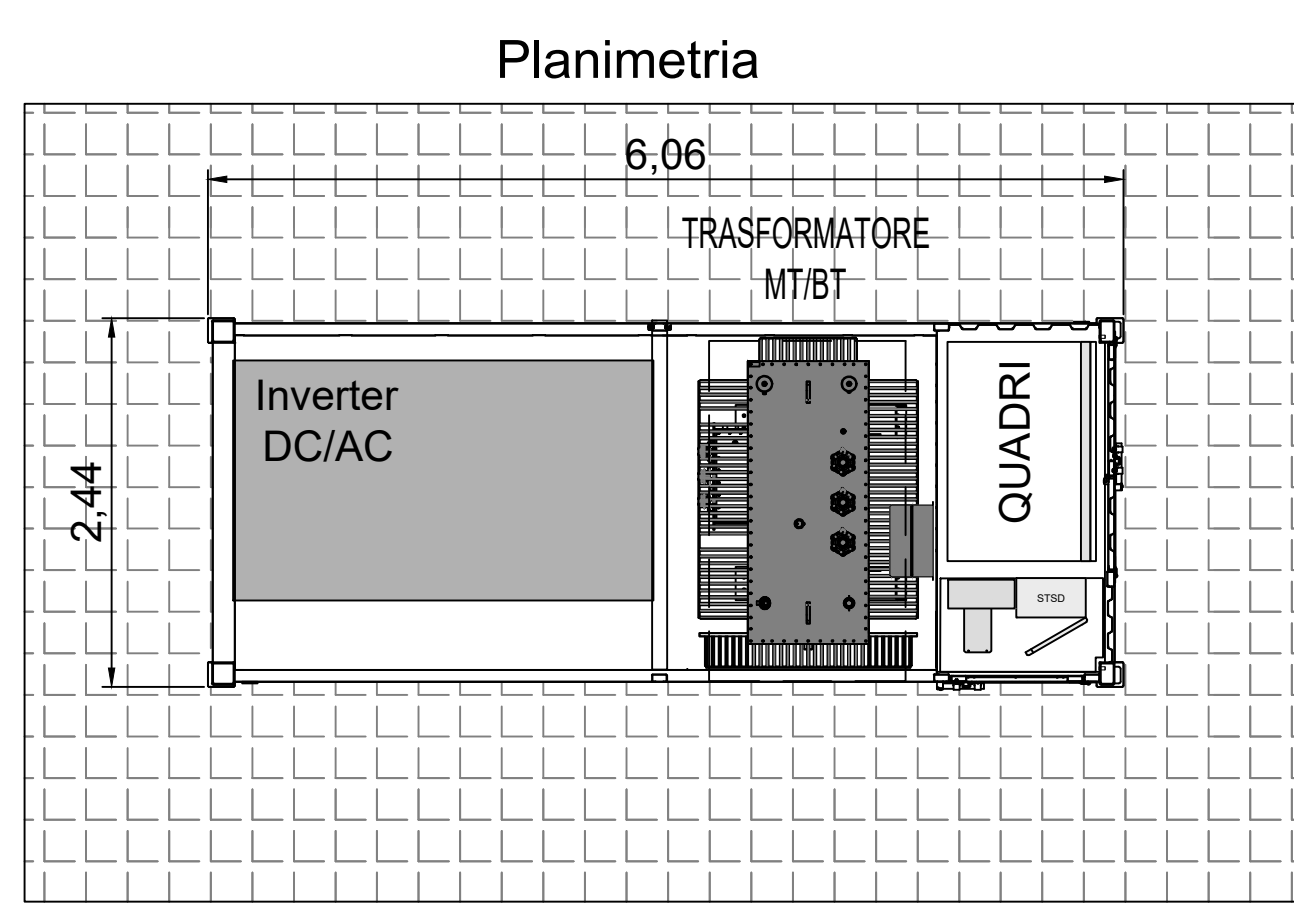 Planimetria
6,06
TRASFORMATORE
MT/BT
Inverter
DC/AC
QUADRI
2,44
STSD